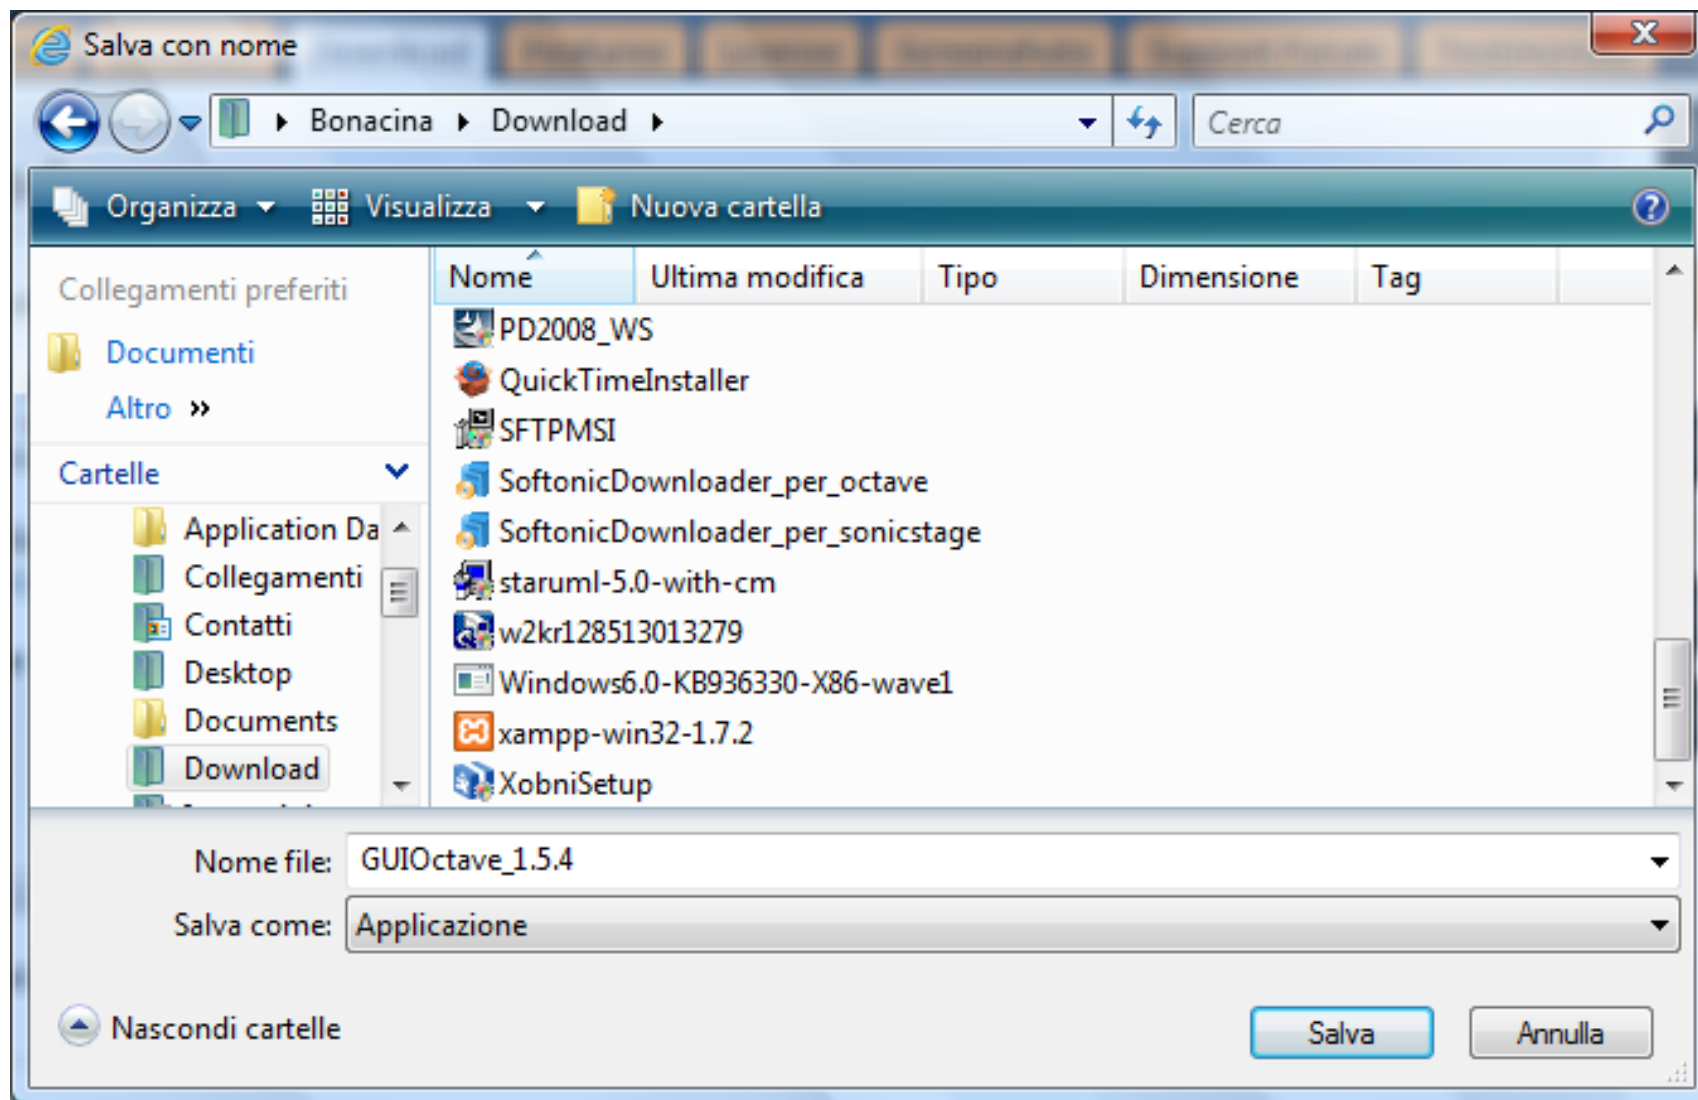 Salva con nome
Bonacina Download
Cerca
Organizza Visualizza Nuova cartella
Collegamenti preferiti
Documenti
Altro »
Cartelle
Application Da
Collegamenti
Contatti
Desktop
Documents
Download
Nome Ultima modifica Tipo Dimensione Tag
PD2008_WS
QuickTimeInstaller
SFTPMSI
SoftonicDownloader_per_octave
SoftonicDownloader_per_sonicstage
staruml-5.0-with-cm
w2kr128513013279
Windows6.0-KB936330-X86-wave1
xampp-win32-1.7.2
XobniSetup
Nome file: GUIOctave_1.5.4
Salva come: Applicazione
Nascondi cartelle
Salva Annulla